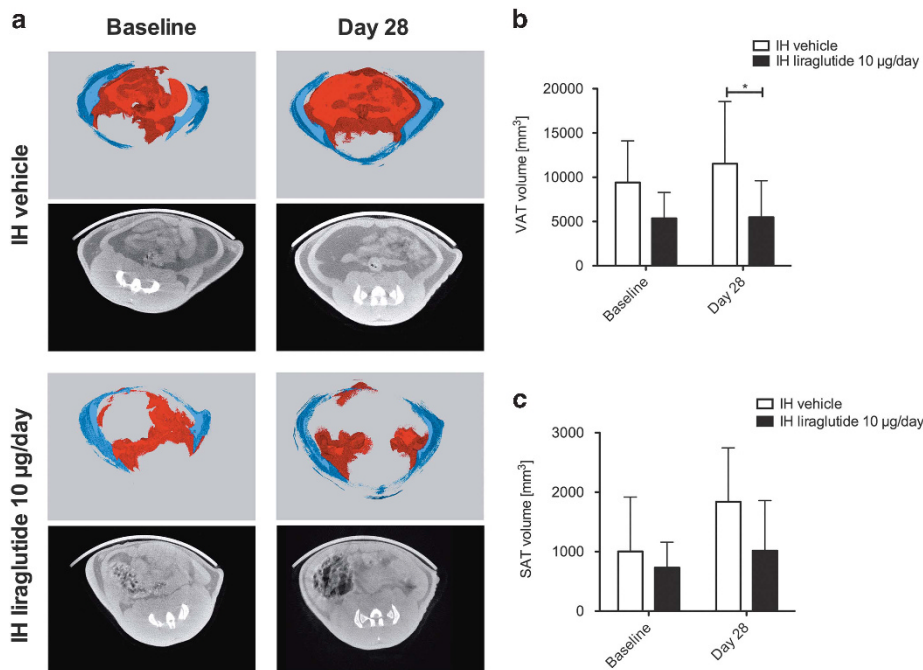 a
Baseline
Day 28
IH vehicle
IH liraglutide 10 µg/day
b
IH vehicle
IH liraglutide 10 µg/day
*
VAT volume [mm³]
20000
15000
10000
5000
0
Baseline
Day 28
c
IH vehicle
IH liraglutide 10 µg/day
SAT volume [mm³]
3000
2000
1000
0
Baseline
Day 28